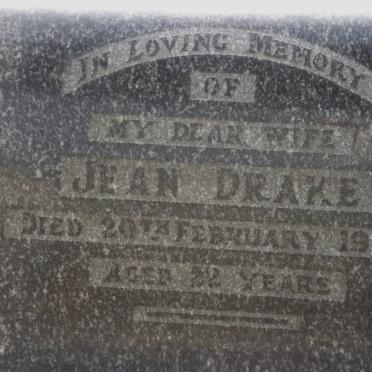 IN LOVING MEMORY
OF
MY DEAR WIFE
JEAN DRAKE
DIED 20TH FEBRUARY 19
AGED YEARS